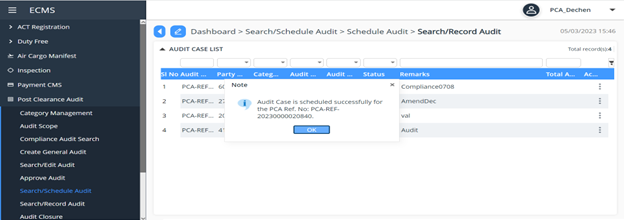 ECMS
PCA_Dechen
ACT Registration
Duty Free
Air Cargo Manifest
Inspection
Payment CMS
Post Clearance Audit
Category Management
Audit Scope
Compliance Audit Search
Create General Audit
Search/Edit Audit
Approve Audit
Search/Schedule Audit
Search/Record Audit
Audit Closure
Dashboard > Search/Schedule Audit > Schedule Audit > Search/Record Audit
05/03/2023 15:46
AUDIT CASE LIST
Total record(s):4
Sl No Audit ... Party ... Categ... Audit ... Audit ... Status Remarks Total A... Ac...
1 PCA-REF... Compliance0708
2 PCA-REF... AmendDec
3 PCA-REF... val
4 PCA-REF... Audit
Note
Audit Case is scheduled successfully for
the PCA Ref. No: PCA-REF-
20230000020840.
OK